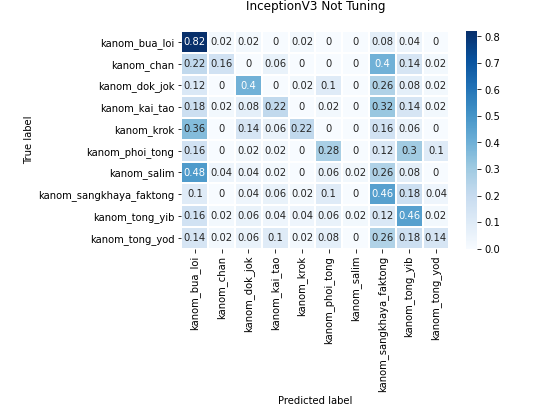 InceptionV3 Not Tuning
True label
kanom_bua_loi 0.82 0.02 0.02 0 0.02 0 0 0.08 0.04 0
kanom_chan 0.22 0.16 0 0.06 0 0 0 0.4 0.14 0.02
kanom_dok_jok 0.12 0 0.4 0 0.02 0.1 0 0.26 0.08 0.02
kanom_kai_tao 0.18 0.02 0.08 0.22 0 0.02 0 0.32 0.14 0.02
kanom_krok 0.36 0 0.14 0.06 0.22 0 0 0.16 0.06 0
kanom_phoi_tong 0.16 0 0.02 0.02 0 0.28 0 0.12 0.3 0.1
kanom_salim 0.48 0.04 0.04 0.02 0 0.06 0.02 0.26 0.08 0
kanom_sangkhaya_faktong 0.1 0 0.04 0.06 0.02 0.1 0 0.46 0.18 0.04
kanom_tong_yib 0.16 0.02 0.06 0.04 0.04 0.06 0.02 0.12 0.46 0.02
kanom_tong_yod 0.14 0.02 0.06 0.1 0.02 0.08 0 0.26 0.18 0.14
kanom_bua_loi
kanom_chan
kanom_dok_jok
kanom_kai_tao
kanom_krok
kanom_phoi_tong
kanom_salim
kanom_sangkhaya_faktong
kanom_tong_yib
kanom_tong_yod
Predicted label
0.8
0.7
0.6
0.5
0.4
0.3
0.2
0.1
0.0